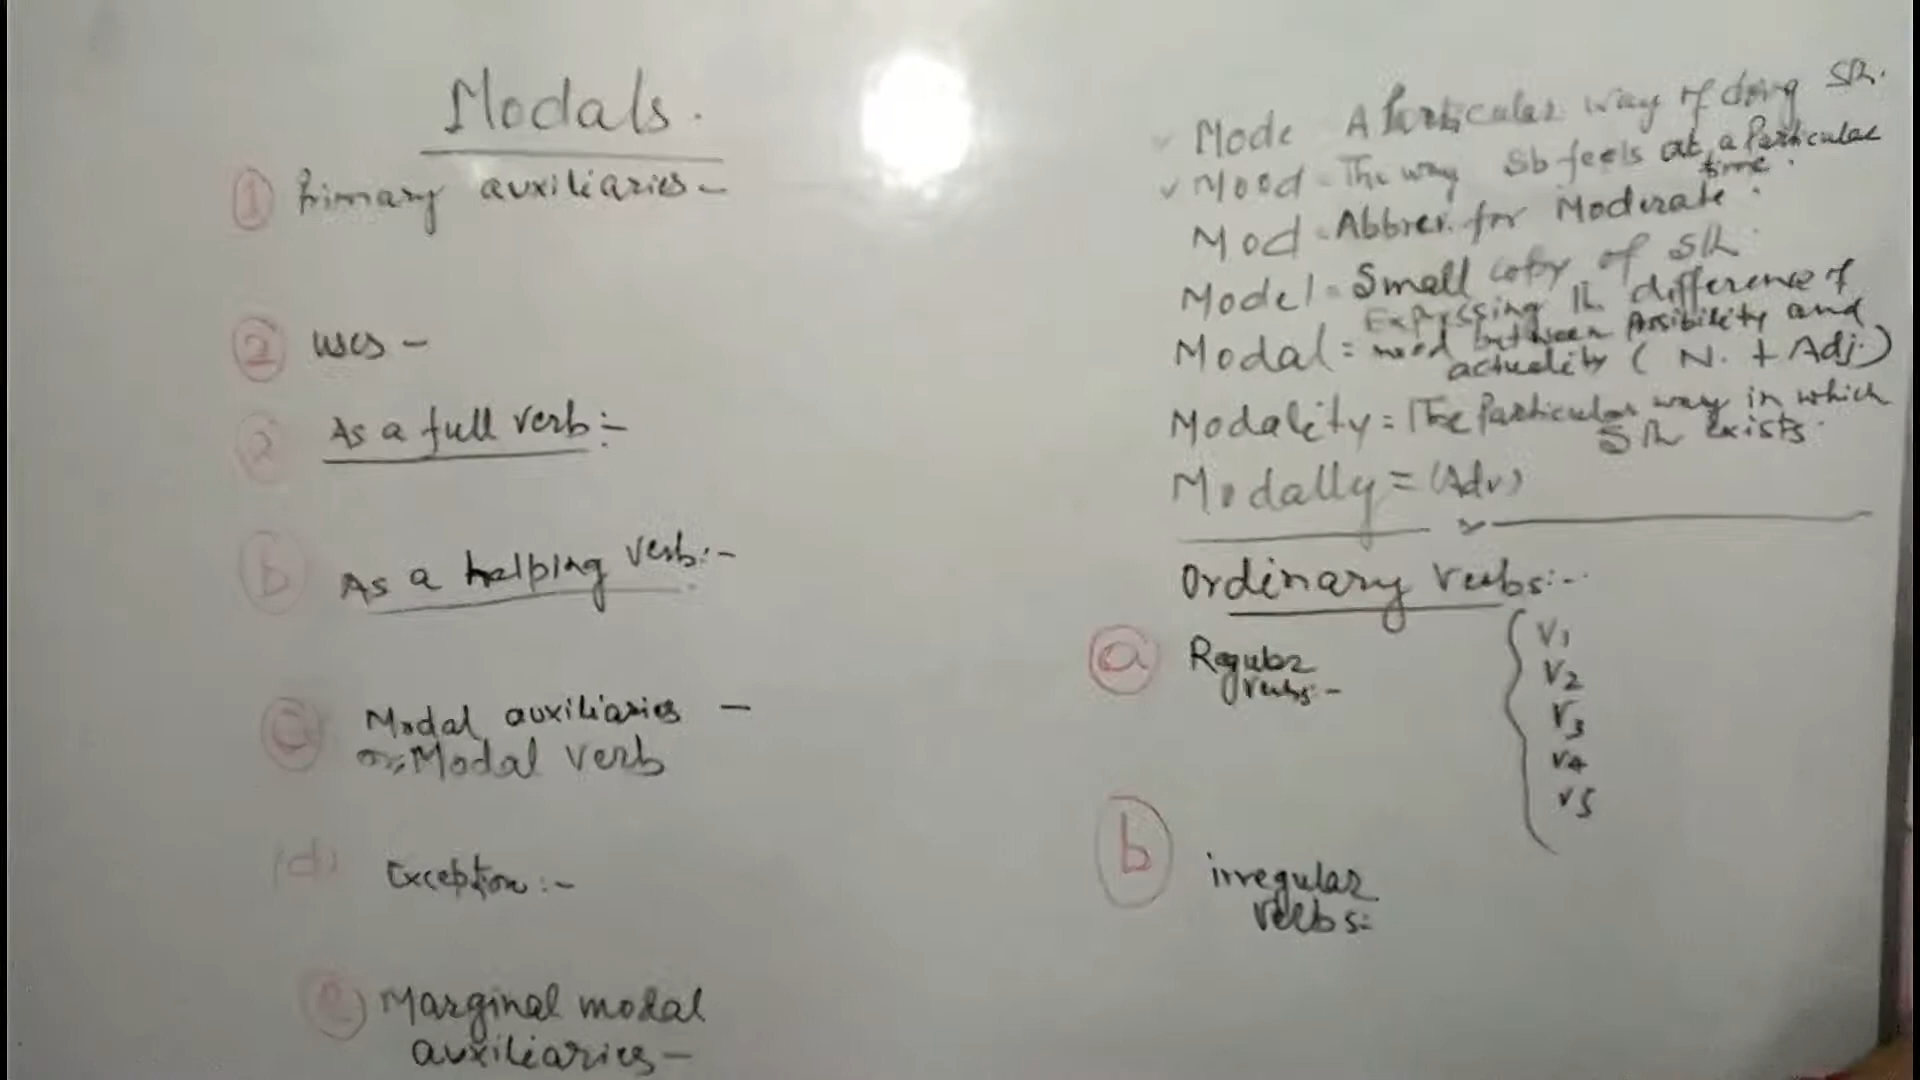 Modals.
① Primary auxiliaries -
② uses -
As a full verb :-
ⓑ As a helping verb :-
Modal auxiliaries -
or, Modal verb
(d) Exception :-
Marginal modal
auxiliaries -
Mode A Particular way of doing Sth.
Mood - The way Sb feels at a Particular
time.
Mod - Abbrev. for Moderate.
Model = Small copy of Sth.
Modal = Expressing th difference of
mood between Possibility and
actuality ( N. + Adj.)
Modality = The Particular way in which
Sth exists.
Modally = (Adv)
Ordinary Verbs :-
ⓐ Regular
Verbs :-
V1
V2
V3
V4
V5
ⓑ irregular
Verbs :-